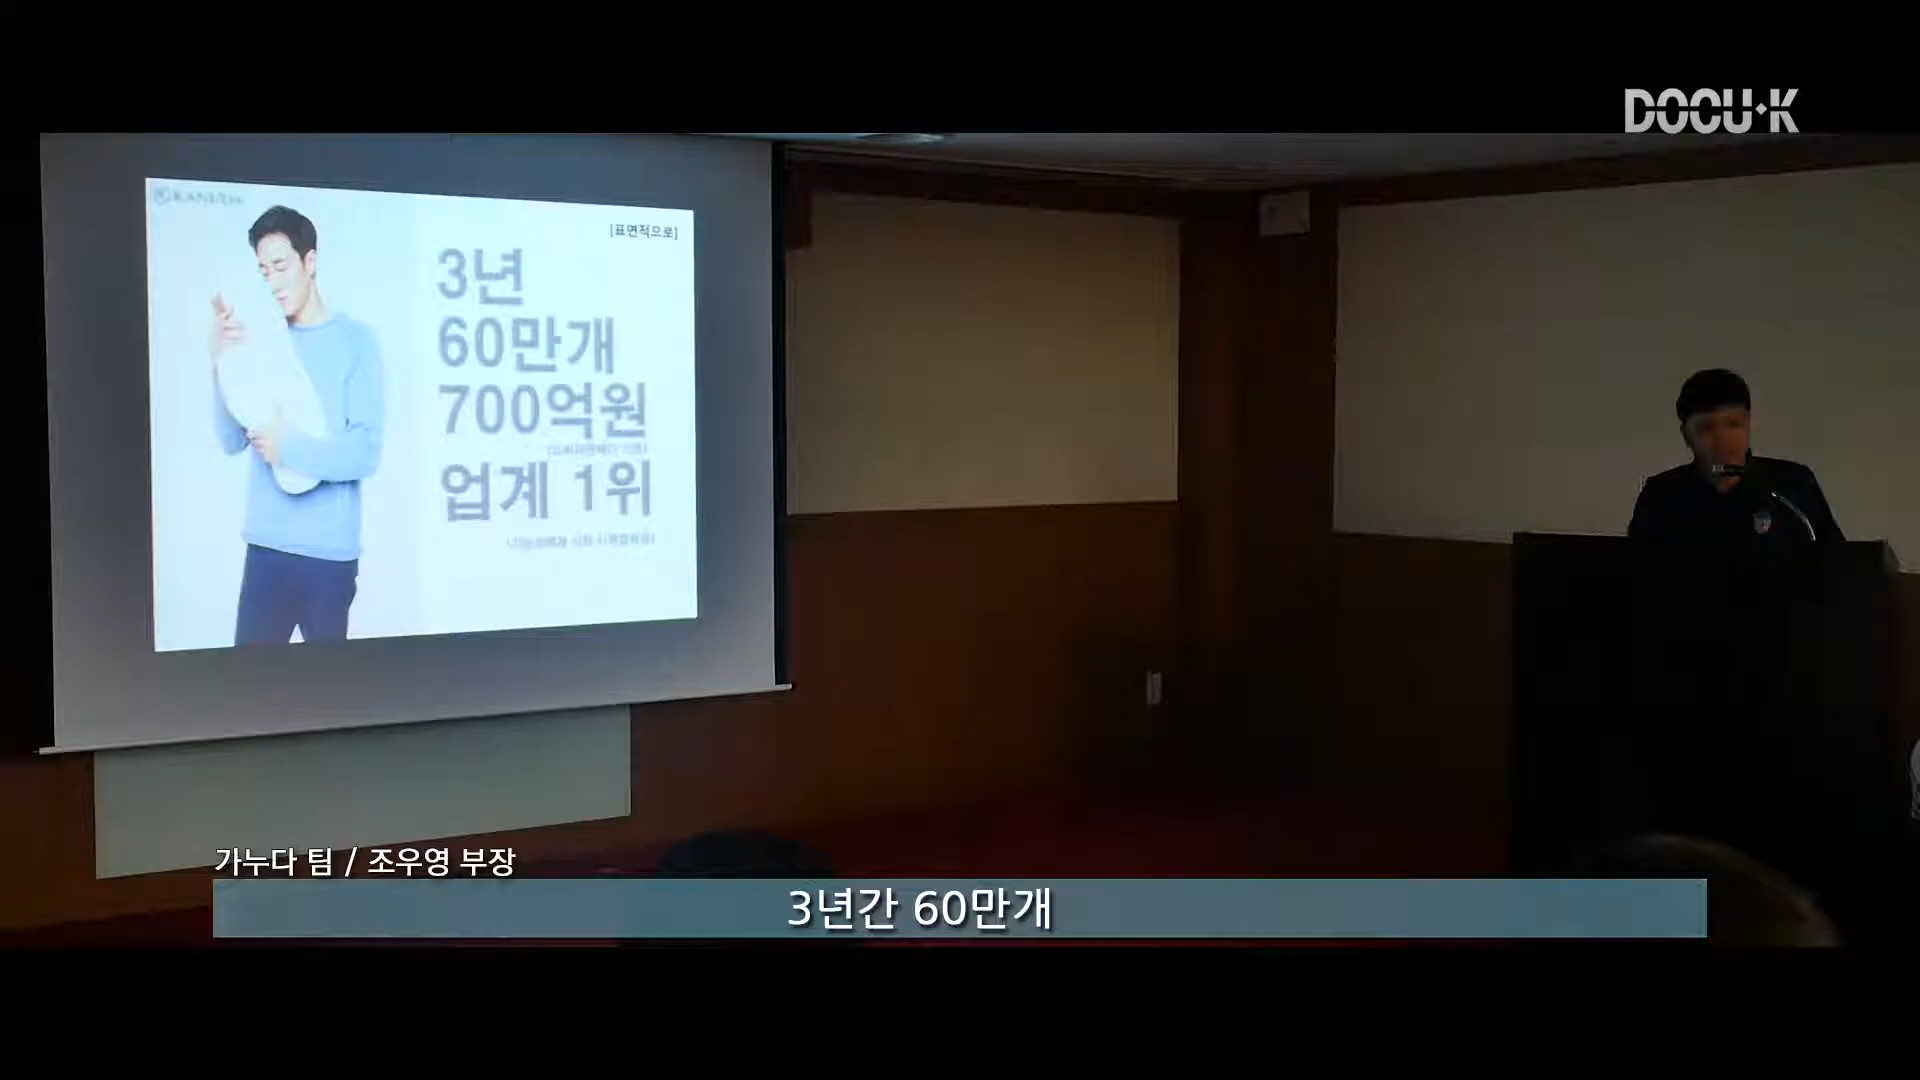 DOCU·K
KANUDA
[표면적으로]
3년
60만개
700억원
업계 1위
가누다 팀 / 조우영 부장
3년간 60만개